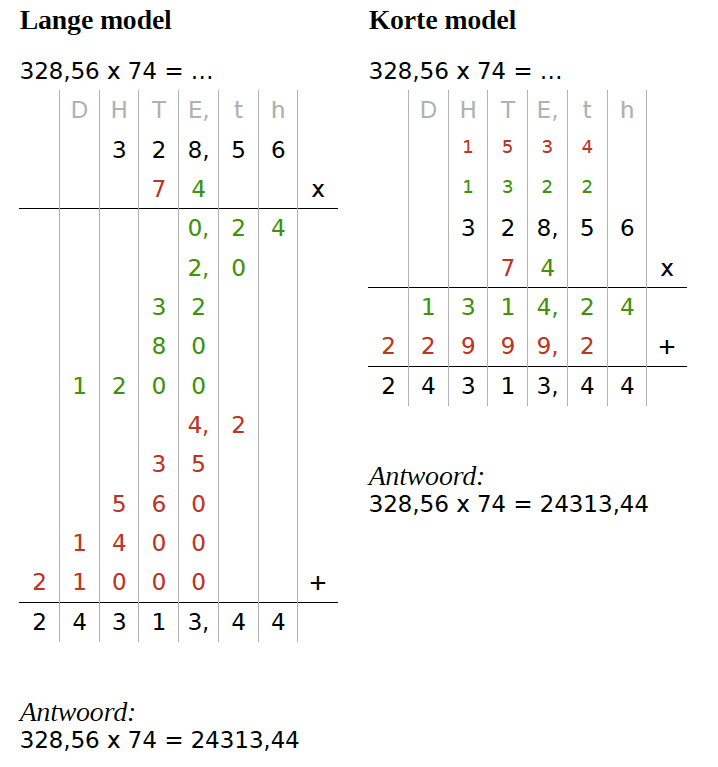 Lange model
328,56 x 74 = ...
D H T E, t h
3 2 8, 5 6
7 4 x
0, 2 4
2, 0
3 2
8 0
1 2 0 0
4, 2
3 5
5 6 0
1 4 0 0
2 1 0 0 0 +
2 4 3 1 3, 4 4
Antwoord:
328,56 x 74 = 24313,44
Korte model
328,56 x 74 = ...
D H T E, t h
1 5 3 4
1 3 2 2
3 2 8, 5 6
7 4 x
1 3 1 4, 2 4
2 2 9 9 9, 2 +
2 4 3 1 3, 4 4
Antwoord:
328,56 x 74 = 24313,44